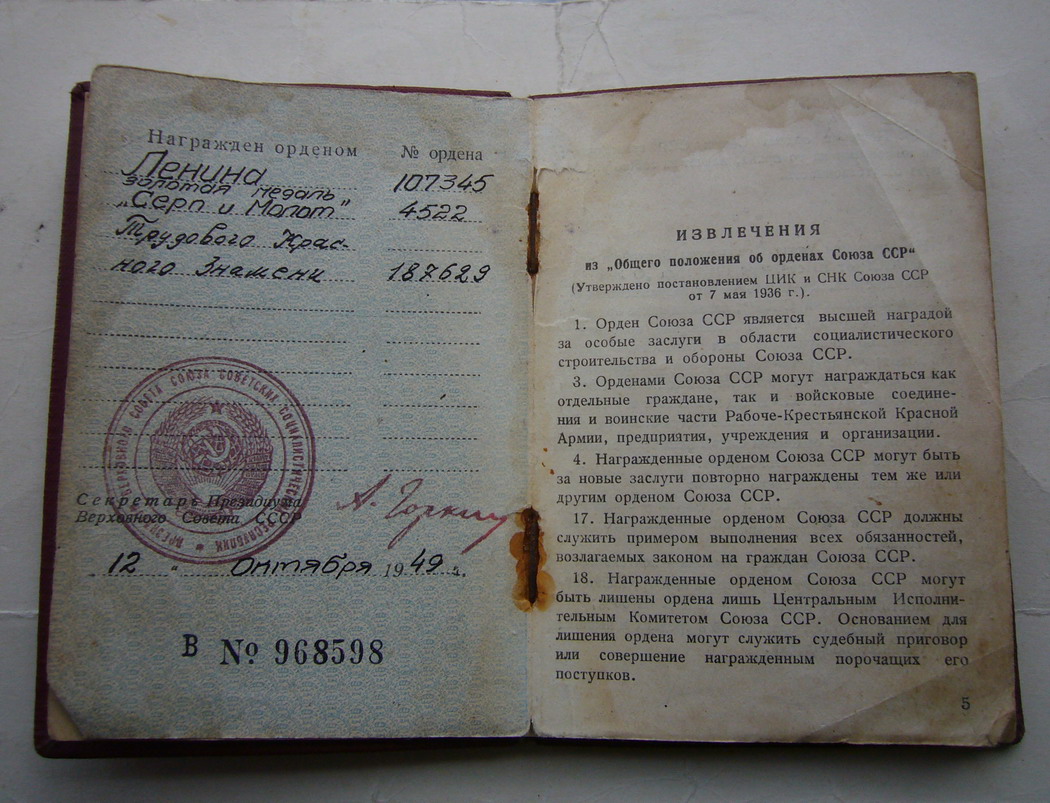 Награжден орденом № ордена
Ленина 107345
золотая медаль
„Серп и Молот" 4522
Трудового Крас-
ного Знамени 187629
Секретарь Президиума
Верховного Совета СССР
А. Горкин
12 " октября 1949 г.
В № 968598
ИЗВЛЕЧЕНИЯ
из „Общего положения об орденах Союза ССР"
(Утверждено постановлением ЦИК и СНК Союза ССР
от 7 мая 1936 г.).
1. Орден Союза ССР является высшей наградой
за особые заслуги в области социалистического
строительства и обороны Союза ССР.
3. Орденами Союза ССР могут награждаться как
отдельные граждане, так и войсковые соедине-
ния и воинские части Рабоче-Крестьянской Красной
Армии, предприятия, учреждения и организации.
4. Награжденные орденом Союза ССР могут быть
за новые заслуги повторно награждены тем же или
другим орденом Союза ССР.
17. Награжденные орденом Союза ССР должны
служить примером выполнения всех обязанностей,
возлагаемых законом на граждан Союза ССР.
18. Награжденные орденом Союза ССР могут
быть лишены ордена лишь Центральным Исполни-
тельным Комитетом Союза ССР. Основанием для
лишения ордена могут служить судебный приговор
или совершение награжденным порочащих его
поступков.
5